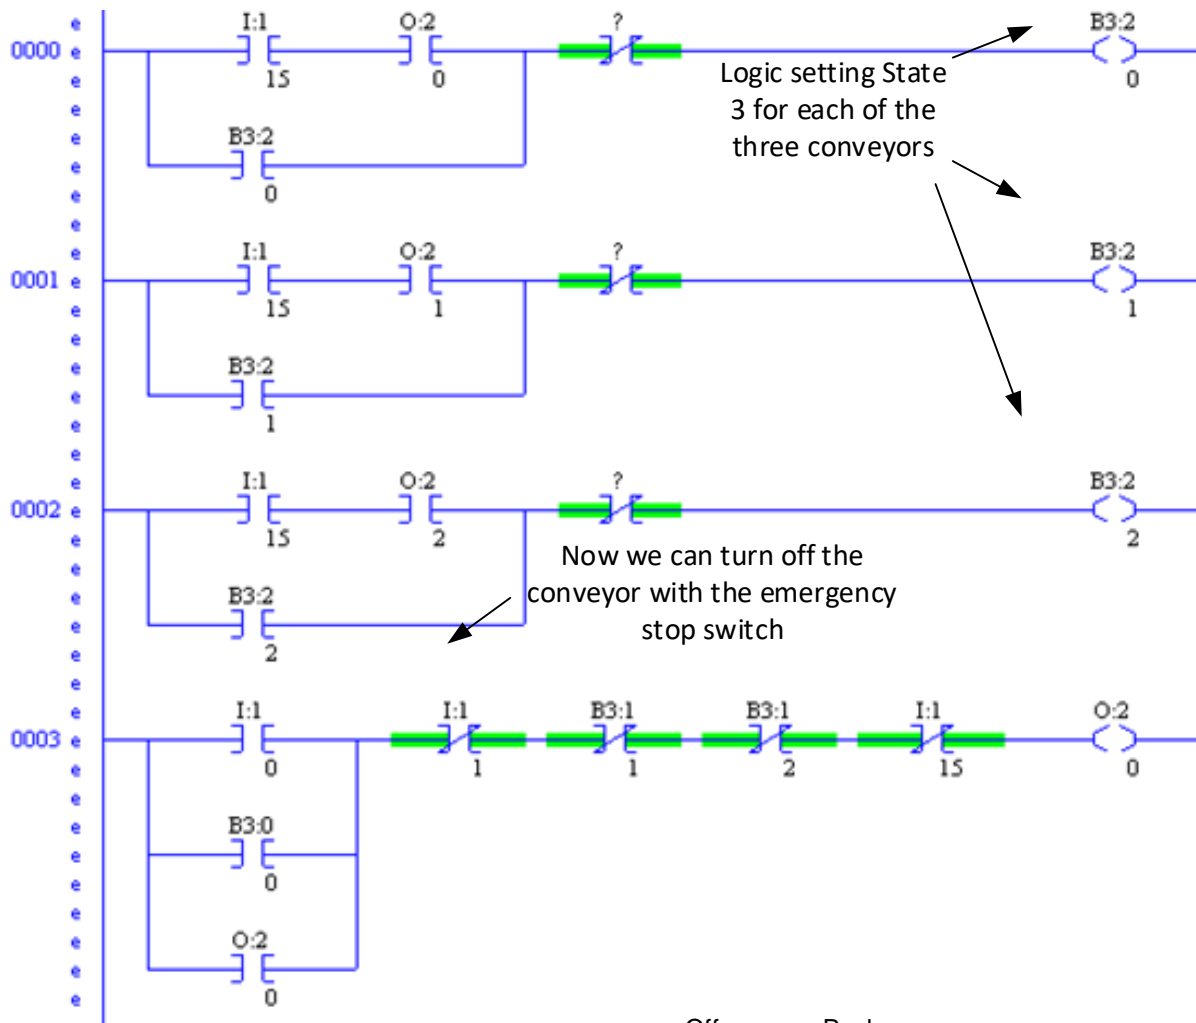 e
I:1 O:2 ? B3:2
0000 e
15 0 0
e
Logic setting State
3 for each of the
three conveyors
e
e
B3:2
e
0
e
e
e
I:1 O:2 ? B3:2
0001 e
15 1 1
e
e
B3:2
e
1
e
e
I:1 O:2 ? B3:2
0002 e
15 2 2
e
Now we can turn off the
conveyor with the emergency
stop switch
e
B3:2
e
2
e
e
I:1 I:1 B3:1 B3:1 I:1 O:2
0003 e
0 1 1 2 15 0
e
e
B3:0
e
0
e
e
O:2
e
0
e